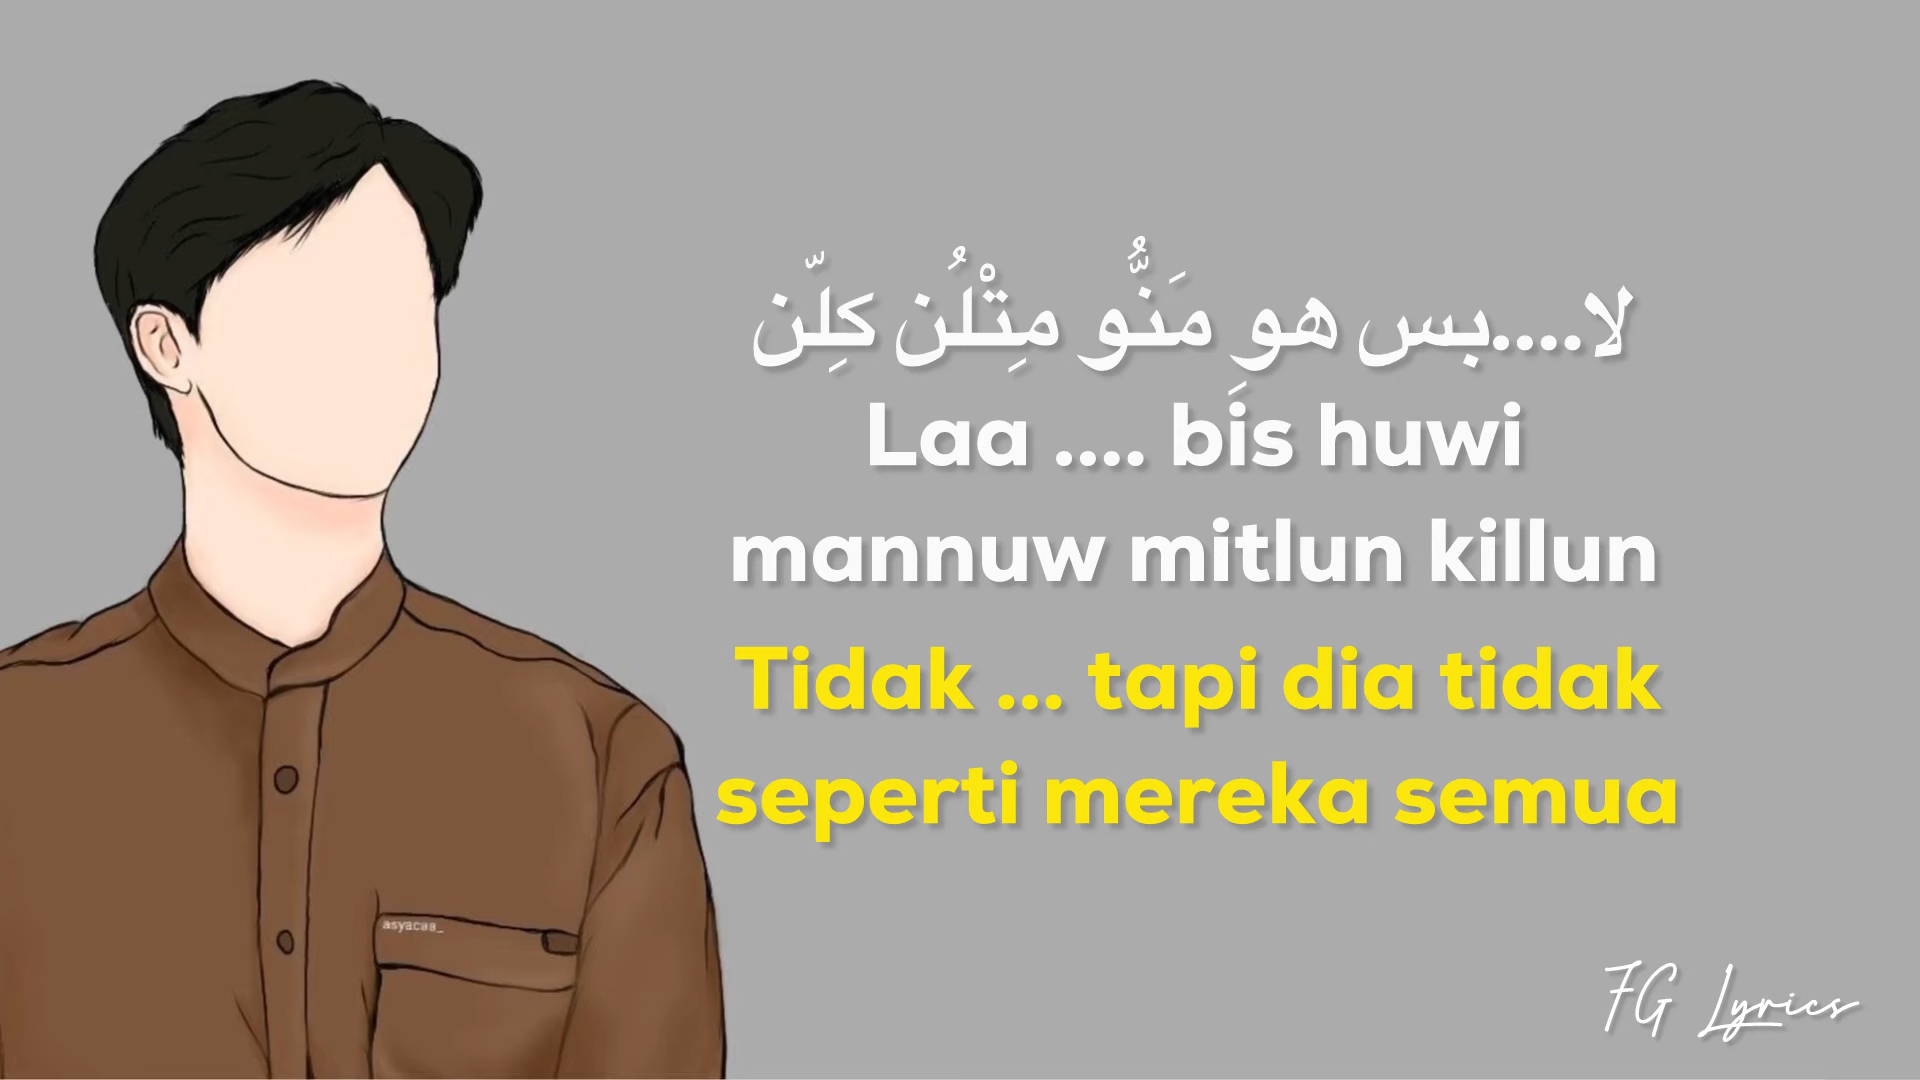 لا....بس هوِ مَنُّو مِتْلُن كلِّن
Laa .... bis huwi
mannuw mitlun killun
Tidak ... tapi dia tidak
seperti mereka semua
asyacaa_
FG Lyrics